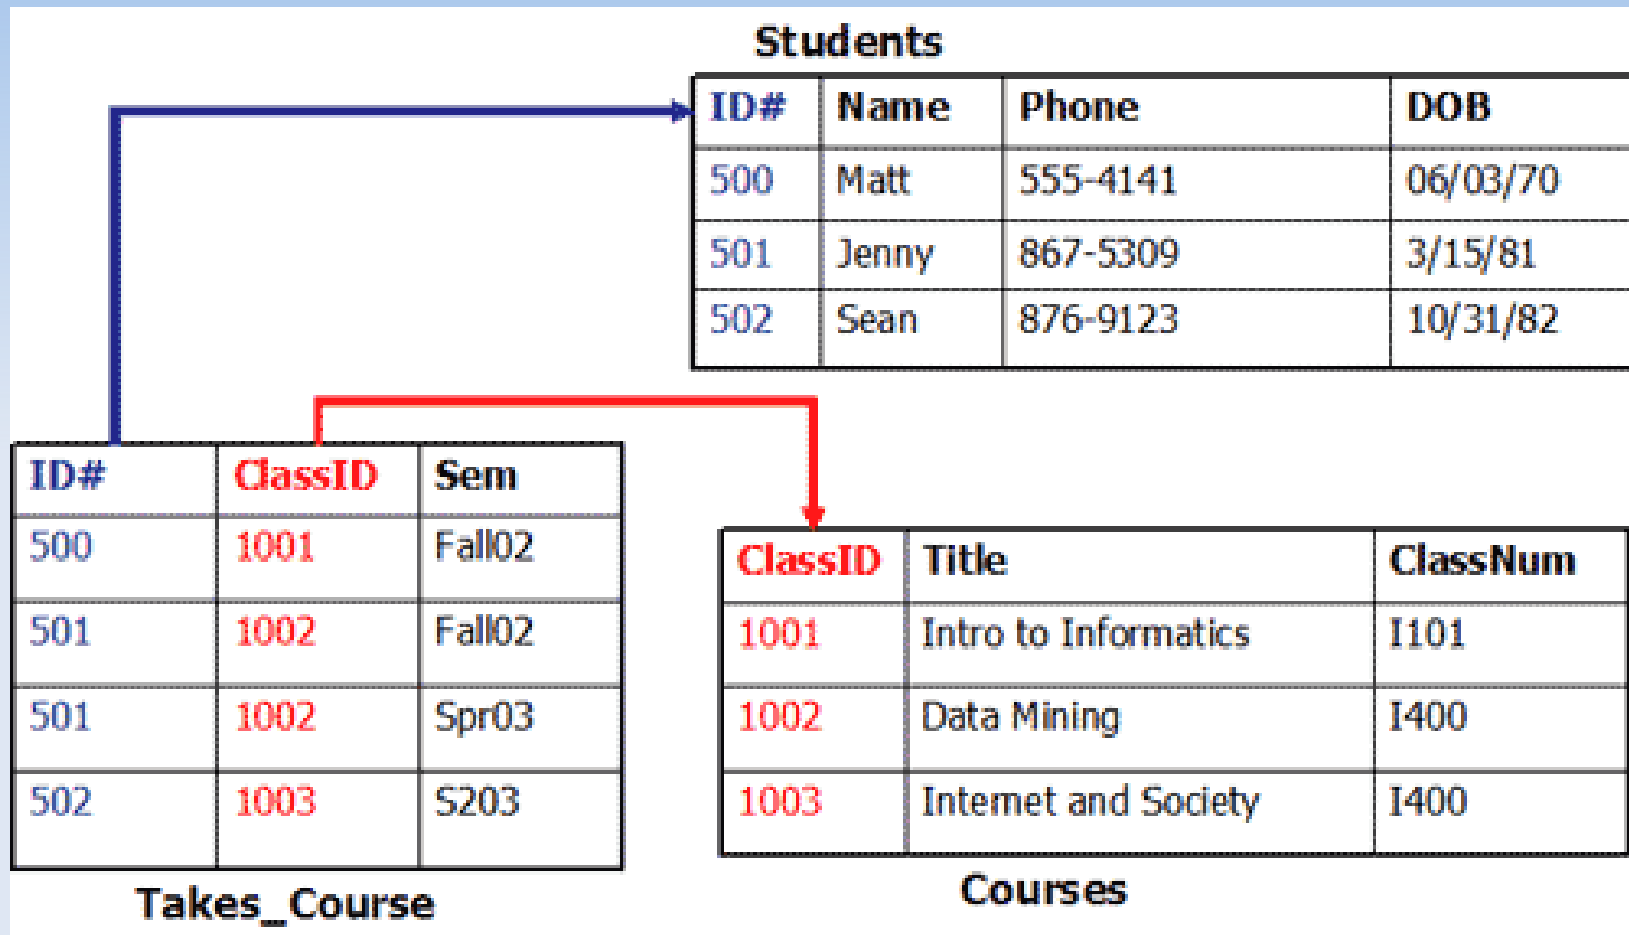 Students
ID# Name Phone DOB
500 Matt 555-4141 06/03/70
501 Jenny 867-5309 3/15/81
502 Sean 876-9123 10/31/82
ID# ClassID Sem
500 1001 Fall02
501 1002 Fall02
501 1002 Spr03
502 1003 S203
Takes_Course
ClassID Title ClassNum
1001 Intro to Informatics I101
1002 Data Mining I400
1003 Internet and Society I400
Courses